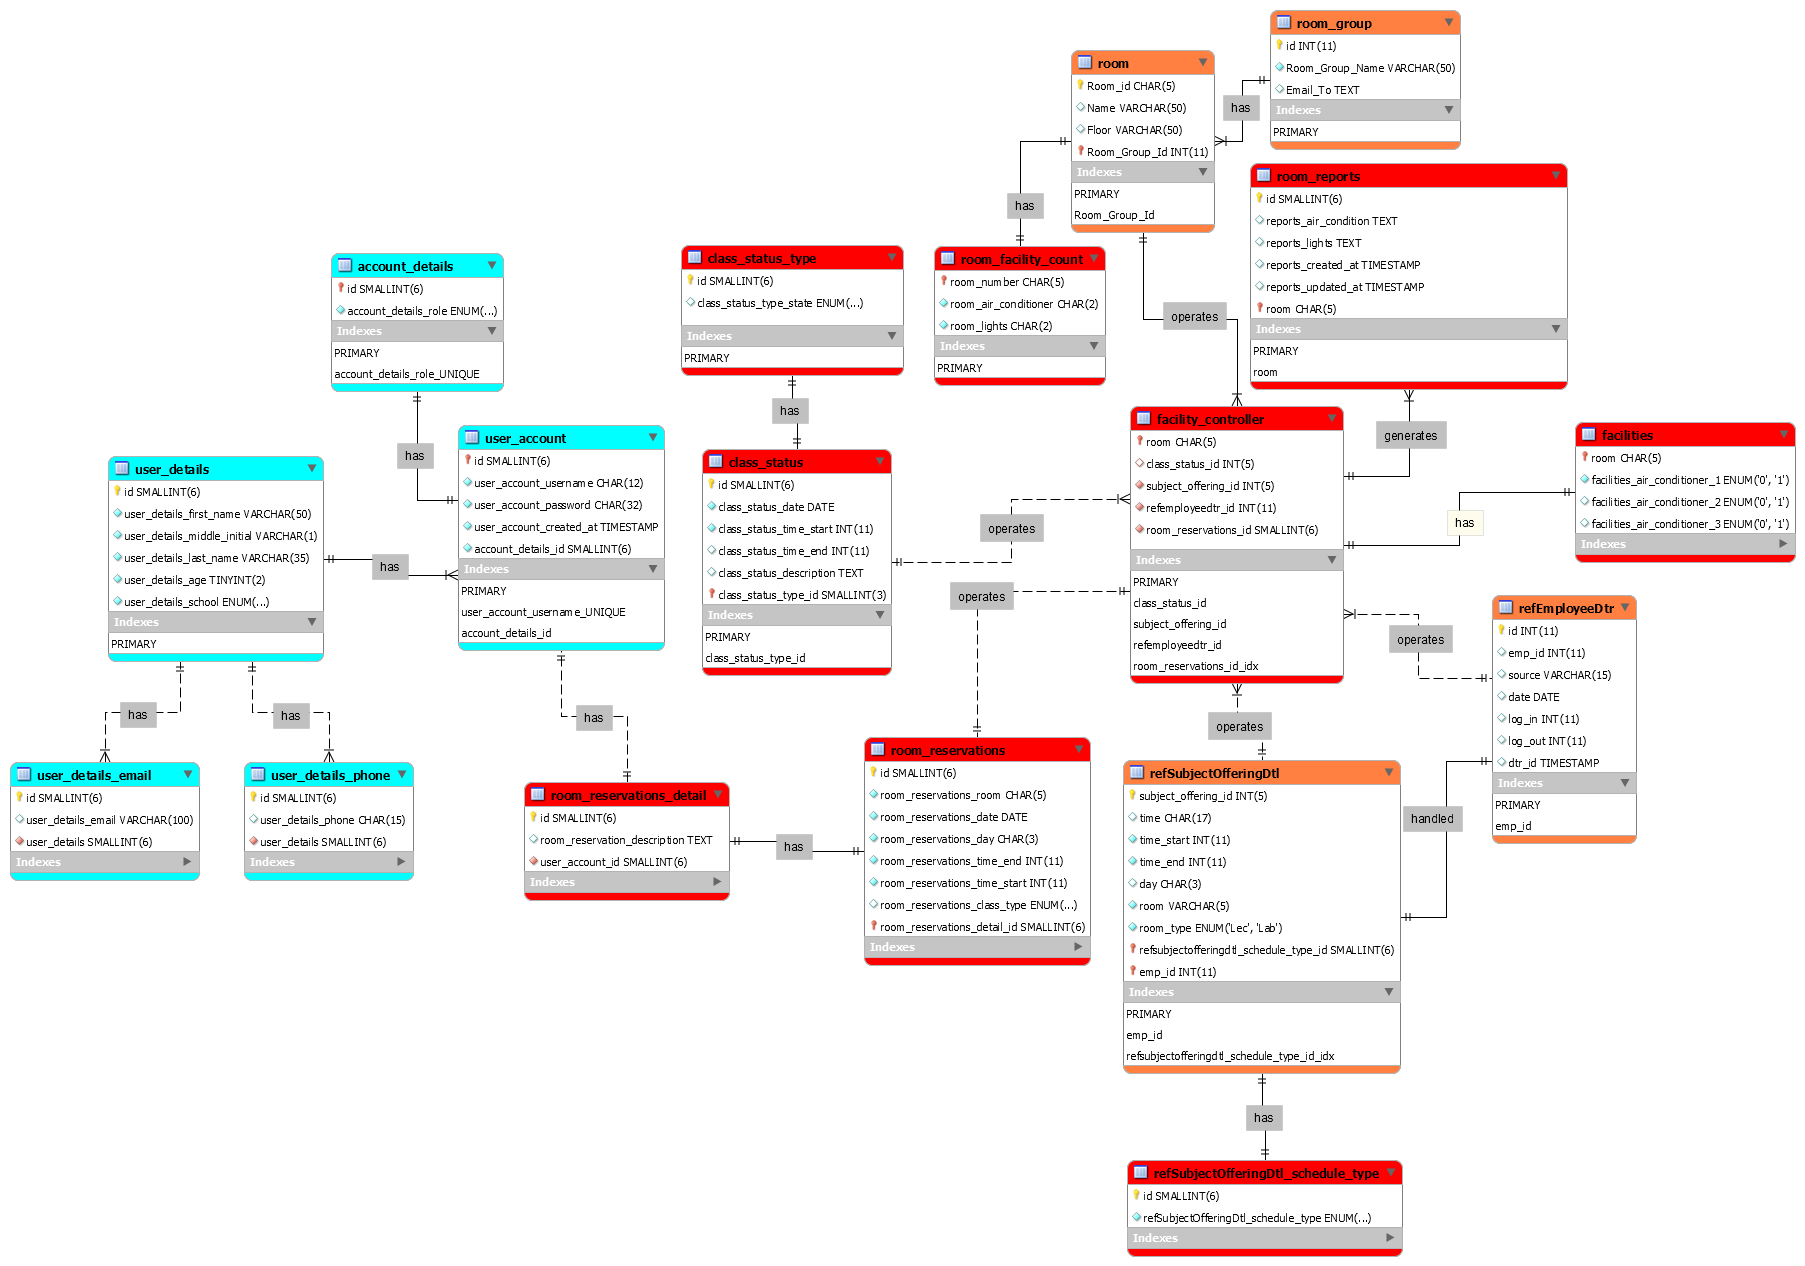 room_group
id INT(11)
Room_Group_Name VARCHAR(50)
Email_To TEXT
Indexes
PRIMARY
has
room
Room_id CHAR(5)
Name VARCHAR(50)
Floor VARCHAR(50)
Room_Group_Id INT(11)
Indexes
PRIMARY
Room_Group_Id
has
operates
room_reports
id SMALLINT(6)
reports_air_condition TEXT
reports_lights TEXT
reports_created_at TIMESTAMP
reports_updated_at TIMESTAMP
room CHAR(5)
Indexes
PRIMARY
room
generates
room_facility_count
room_number CHAR(5)
room_air_conditioner CHAR(2)
room_lights CHAR(2)
Indexes
PRIMARY
class_status_type
id SMALLINT(6)
class_status_type_state ENUM(...)
Indexes
PRIMARY
has
account_details
id SMALLINT(6)
account_details_role ENUM(...)
Indexes
PRIMARY
account_details_role_UNIQUE
has
user_account
id SMALLINT(6)
user_account_username CHAR(12)
user_account_password CHAR(32)
user_account_created_at TIMESTAMP
account_details_id SMALLINT(6)
Indexes
PRIMARY
user_account_username_UNIQUE
account_details_id
user_details
id SMALLINT(6)
user_details_first_name VARCHAR(50)
user_details_middle_initial VARCHAR(1)
user_details_last_name VARCHAR(35)
user_details_age TINYINT(2)
user_details_school ENUM(...)
Indexes
PRIMARY
has
has
has
has
class_status
id SMALLINT(6)
class_status_date DATE
class_status_time_start INT(11)
class_status_time_end INT(11)
class_status_description TEXT
class_status_type_id SMALLINT(3)
Indexes
PRIMARY
class_status_type_id
operates
operates
facility_controller
room CHAR(5)
class_status_id INT(5)
subject_offering_id INT(5)
refemployeedtr_id INT(11)
room_reservations_id SMALLINT(6)
Indexes
PRIMARY
class_status_id
subject_offering_id
refemployeedtr_id
room_reservations_id_idx
facilities
room CHAR(5)
facilities_air_conditioner_1 ENUM('0', '1')
facilities_air_conditioner_2 ENUM('0', '1')
facilities_air_conditioner_3 ENUM('0', '1')
Indexes
has
operates
refEmployeeDtr
id INT(11)
emp_id INT(11)
source VARCHAR(15)
date DATE
log_in INT(11)
log_out INT(11)
dtr_id TIMESTAMP
Indexes
PRIMARY
emp_id
handled
operates
user_details_email
id SMALLINT(6)
user_details_email VARCHAR(100)
user_details SMALLINT(6)
Indexes
user_details_phone
id SMALLINT(6)
user_details_phone CHAR(15)
user_details SMALLINT(6)
Indexes
room_reservations_detail
id SMALLINT(6)
room_reservation_description TEXT
user_account_id SMALLINT(6)
Indexes
has
room_reservations
id SMALLINT(6)
room_reservations_room CHAR(5)
room_reservations_date DATE
room_reservations_day CHAR(3)
room_reservations_time_end INT(11)
room_reservations_time_start INT(11)
room_reservations_class_type ENUM(...)
room_reservations_detail_id SMALLINT(6)
Indexes
refSubjectOfferingDtl
subject_offering_id INT(5)
time CHAR(17)
time_start INT(11)
time_end INT(11)
day CHAR(3)
room VARCHAR(5)
room_type ENUM('Lec', 'Lab')
refsubjectofferingdtl_schedule_type_id SMALLINT(6)
emp_id INT(11)
Indexes
PRIMARY
emp_id
refsubjectofferingdtl_schedule_type_id_idx
has
refSubjectOfferingDtl_schedule_type
id SMALLINT(6)
refSubjectOfferingDtl_schedule_type ENUM(...)
Indexes